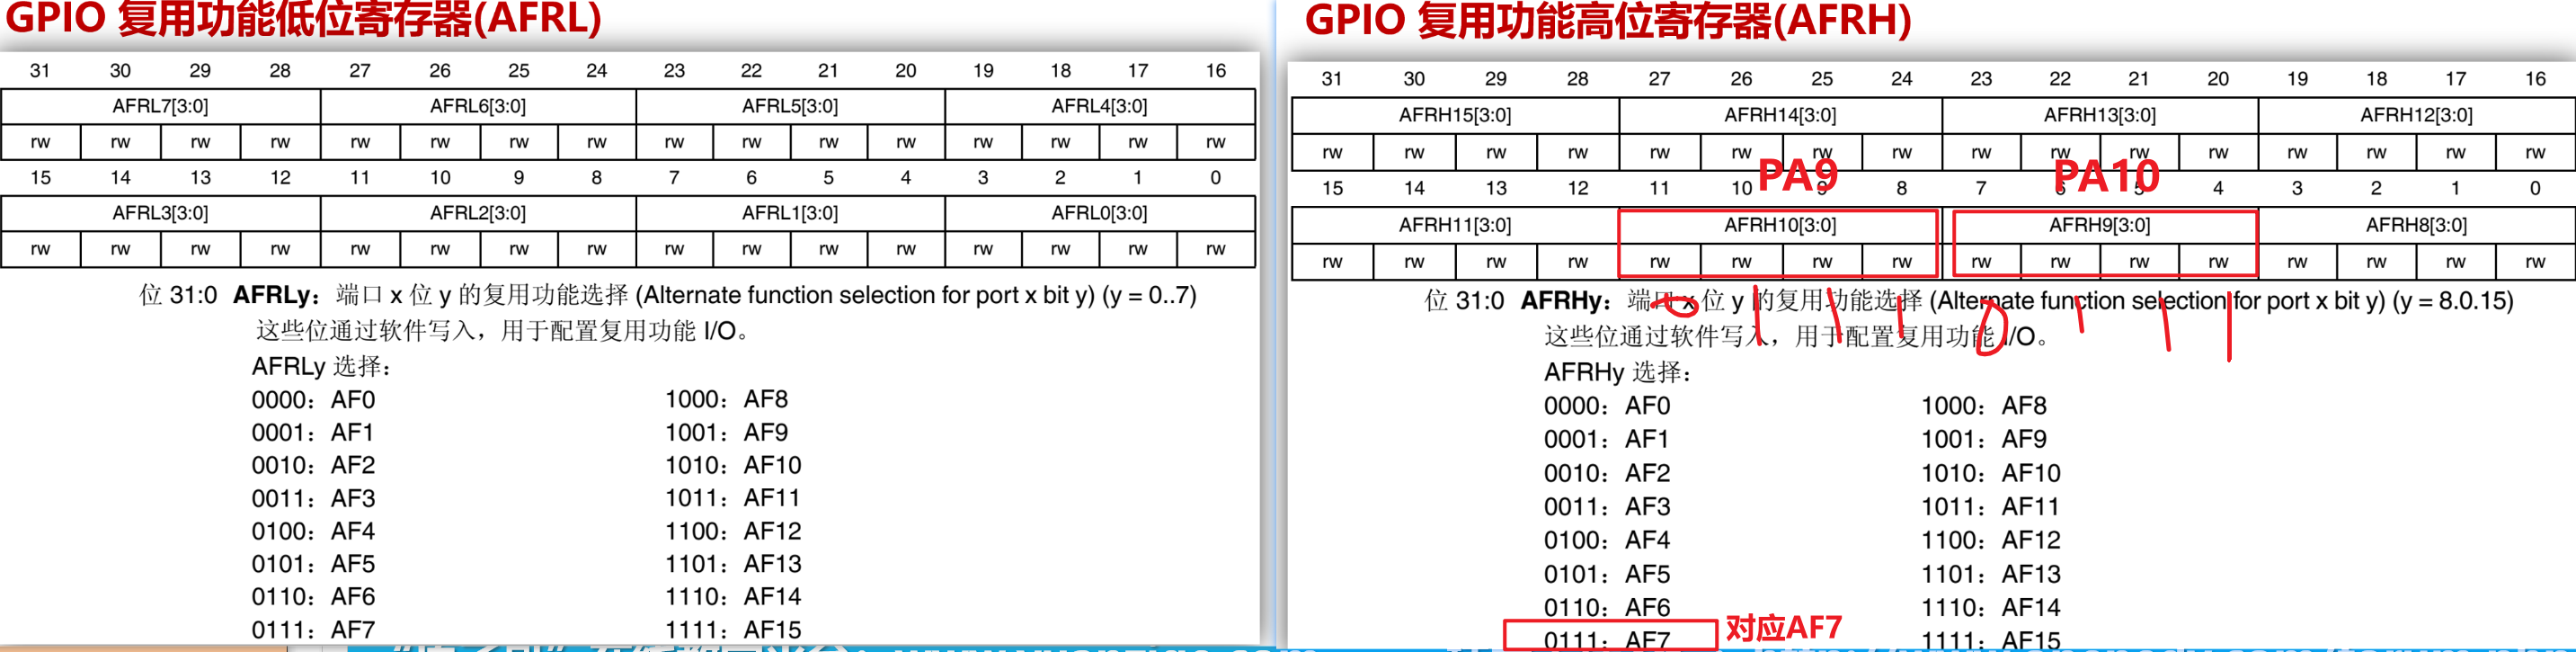 GPIO 复用功能低位寄存器(AFRL)
31 30 29 28 27 26 25 24 23 22 21 20 19 18 17 16
AFRL7[3:0] AFRL6[3:0] AFRL5[3:0] AFRL4[3:0]
rw rw rw rw rw rw rw rw rw rw rw rw rw rw rw rw
15 14 13 12 11 10 9 8 7 6 5 4 3 2 1 0
AFRL3[3:0] AFRL2[3:0] AFRL1[3:0] AFRL0[3:0]
rw rw rw rw rw rw rw rw rw rw rw rw rw rw rw rw
位 31:0 AFRLy：端口 x 位 y 的复用功能选择 (Alternate function selection for port x bit y) (y = 0..7)
这些位通过软件写入，用于配置复用功能 I/O。
AFRLy 选择：
0000：AF0 1000：AF8
0001：AF1 1001：AF9
0010：AF2 1010：AF10
0011：AF3 1011：AF11
0100：AF4 1100：AF12
0101：AF5 1101：AF13
0110：AF6 1110：AF14
0111：AF7 1111：AF15
GPIO 复用功能高位寄存器(AFRH)
31 30 29 28 27 26 25 24 23 22 21 20 19 18 17 16
AFRH15[3:0] AFRH14[3:0] AFRH13[3:0] AFRH12[3:0]
rw rw rw rw rw rw rw rw rw rw rw rw rw rw rw rw
PA9 PA10
15 14 13 12 11 10 9 8 7 6 5 4 3 2 1 0
AFRH11[3:0] AFRH10[3:0] AFRH9[3:0] AFRH8[3:0]
rw rw rw rw rw rw rw rw rw rw rw rw rw rw rw rw
0 1 1 1 0 1 1 1
位 31:0 AFRHy：端口 x 位 y 的复用功能选择 (Alternate function selection for port x bit y) (y = 8.0.15)
这些位通过软件写入，用于配置复用功能 I/O。
AFRHy 选择：
0000：AF0 1000：AF8
0001：AF1 1001：AF9
0010：AF2 1010：AF10
0011：AF3 1011：AF11
0100：AF4 1100：AF12
0101：AF5 1101：AF13
0110：AF6 1110：AF14
0111：AF7 对应AF7 1111：AF15